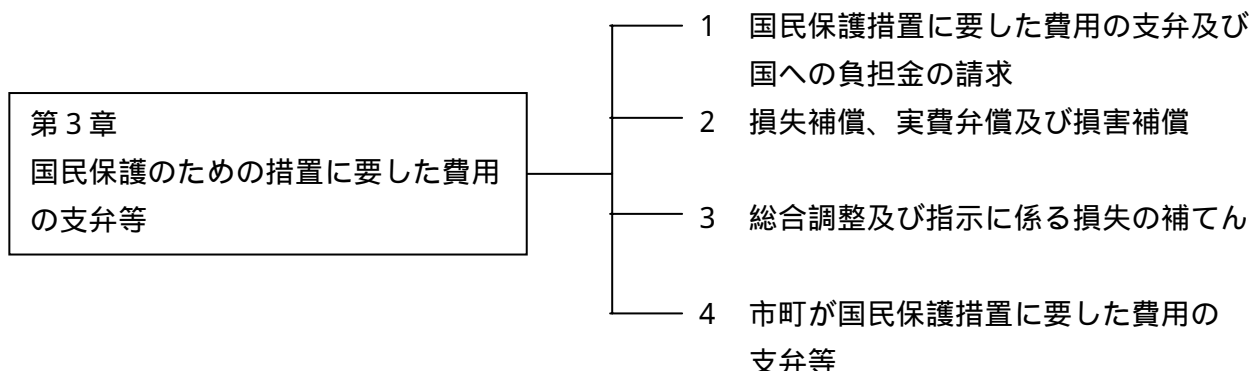 第３章
国民保護のための措置に要した費用
の支弁等
1 国民保護措置に要した費用の支弁及び
国への負担金の請求
2 損失補償、実費弁償及び損害補償
3 総合調整及び指示に係る損失の補てん
4 市町が国民保護措置に要した費用の
支弁等